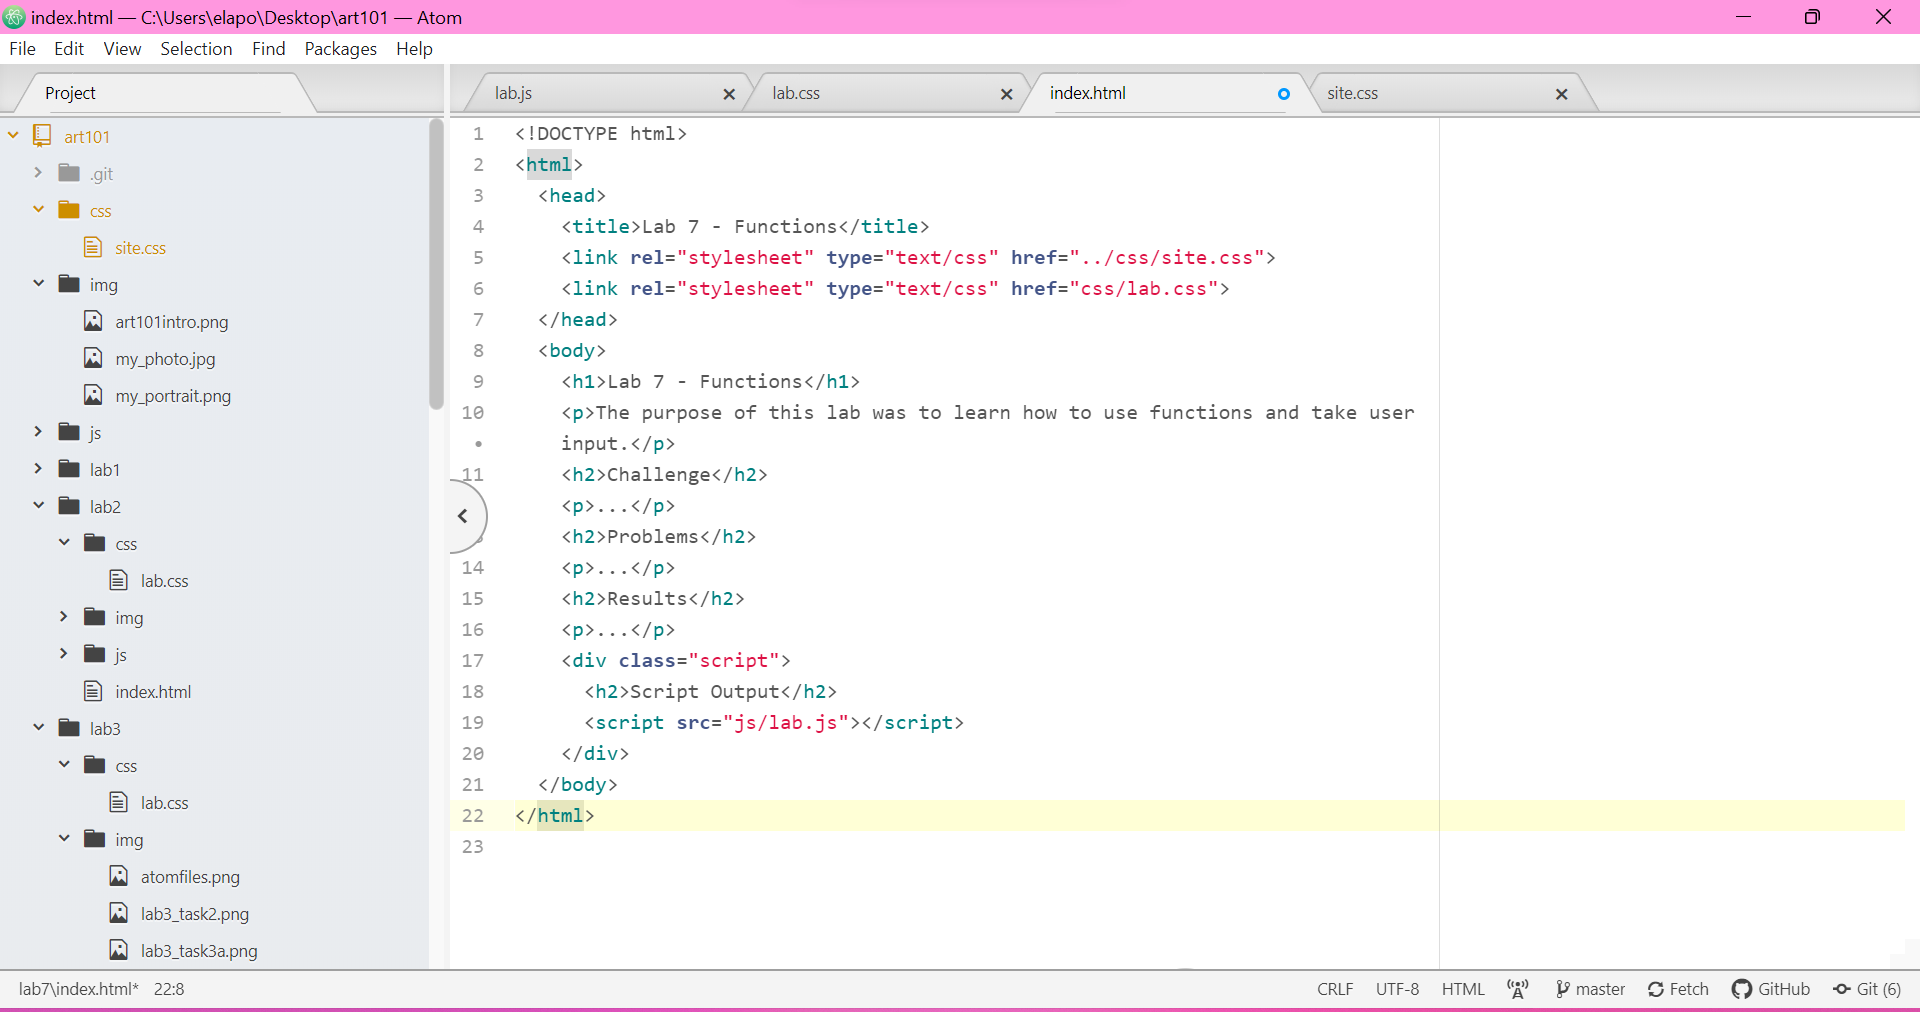 index.html — C:\Users\elapo\Desktop\art101 — Atom
File Edit View Selection Find Packages Help
Project
art101
.git
css
site.css
img
art101intro.png
my_photo.jpg
my_portrait.png
js
lab1
lab2
css
lab.css
img
js
index.html
lab3
css
lab.css
img
atomfiles.png
lab3_task2.png
lab3_task3a.png
lab.js lab.css index.html site.css
1 <!DOCTYPE html>
2 <html>
3 <head>
4 <title>Lab 7 - Functions</title>
5 <link rel="stylesheet" type="text/css" href="../css/site.css">
6 <link rel="stylesheet" type="text/css" href="css/lab.css">
7 </head>
8 <body>
9 <h1>Lab 7 - Functions</h1>
10 <p>The purpose of this lab was to learn how to use functions and take user
• input.</p>
11 <h2>Challenge</h2>
<p>...</p>
<h2>Problems</h2>
14 <p>...</p>
15 <h2>Results</h2>
16 <p>...</p>
17 <div class="script">
18 <h2>Script Output</h2>
19 <script src="js/lab.js"></script>
20 </div>
21 </body>
22 </html>
23
lab7\index.html* 22:8 CRLF UTF-8 HTML master Fetch GitHub Git (6)